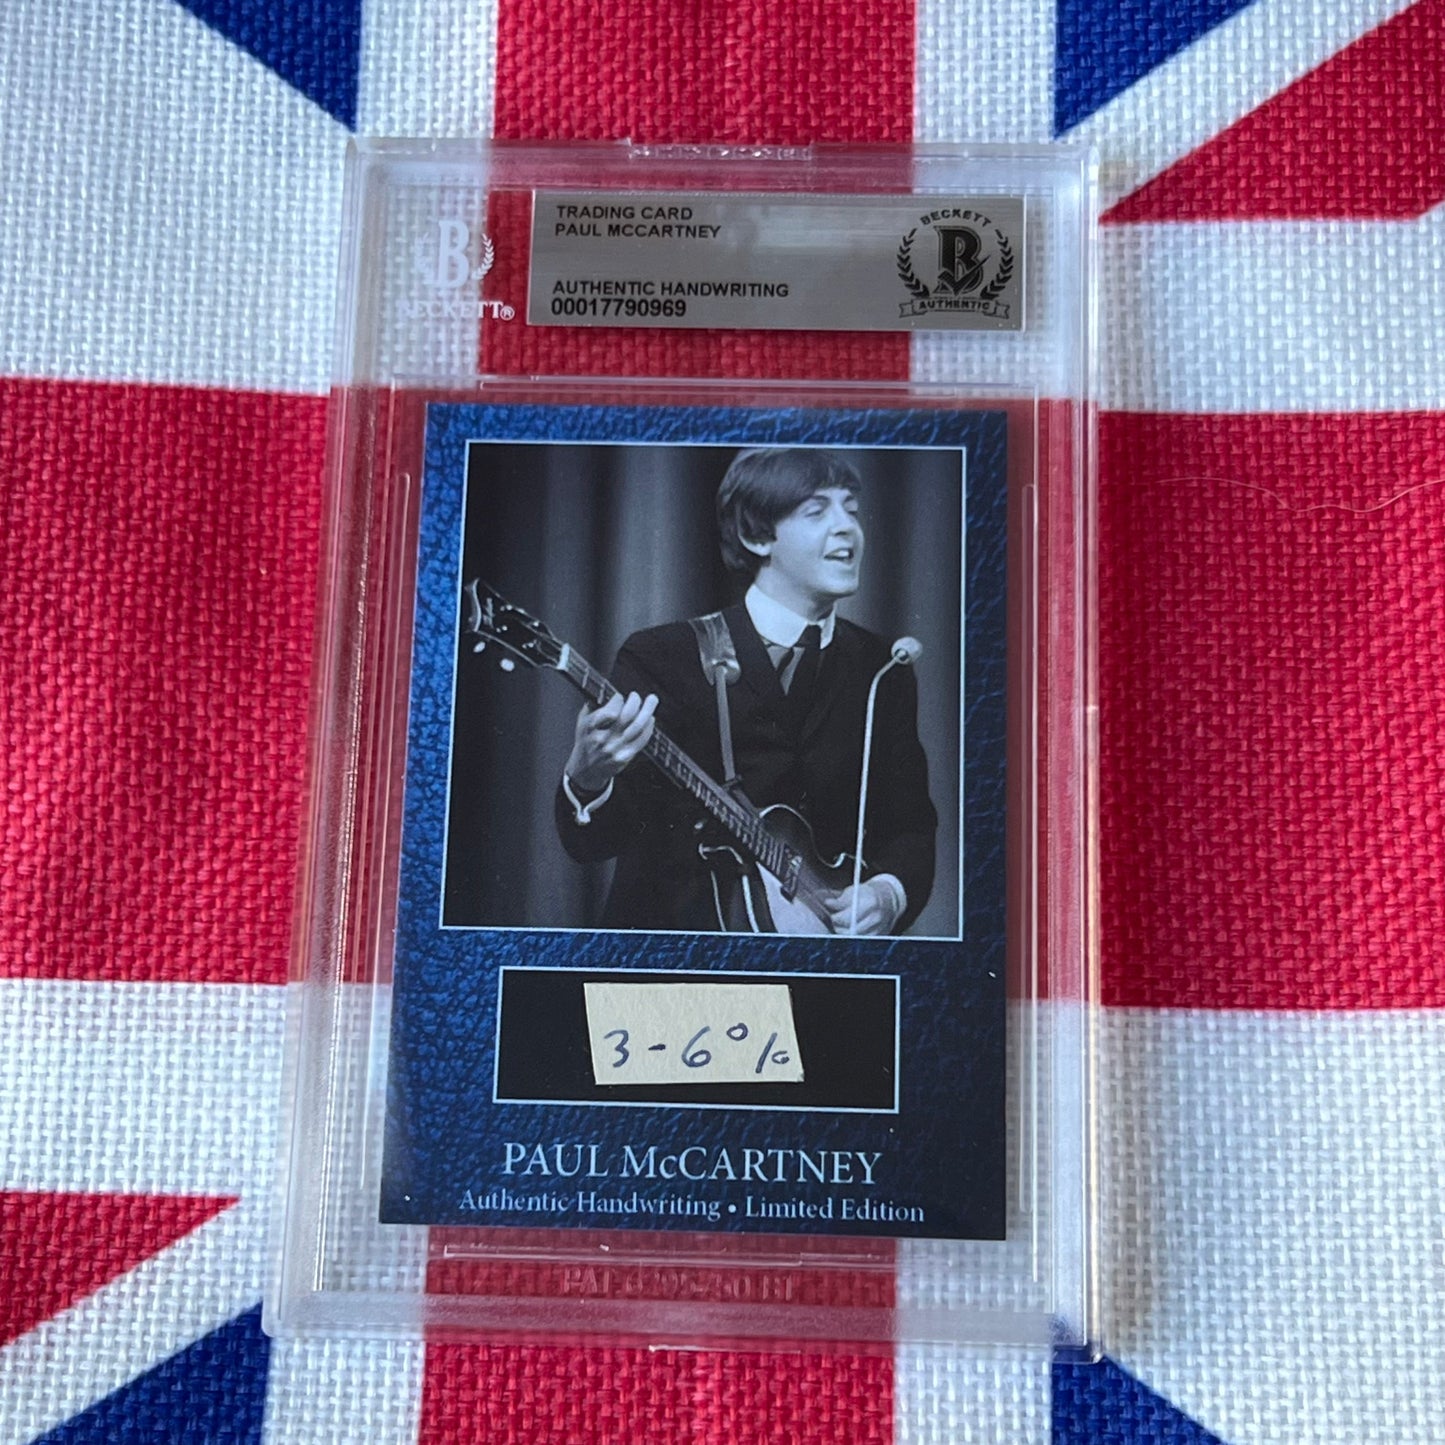 TRADING CARD
PAUL MCCARTNEY
AUTHENTIC HANDWRITING
00017790969
BECKETT
B
AUTHENTIC
B
BECKETT®
3-6%
PAUL McCARTNEY
Authentic Handwriting • Limited Edition